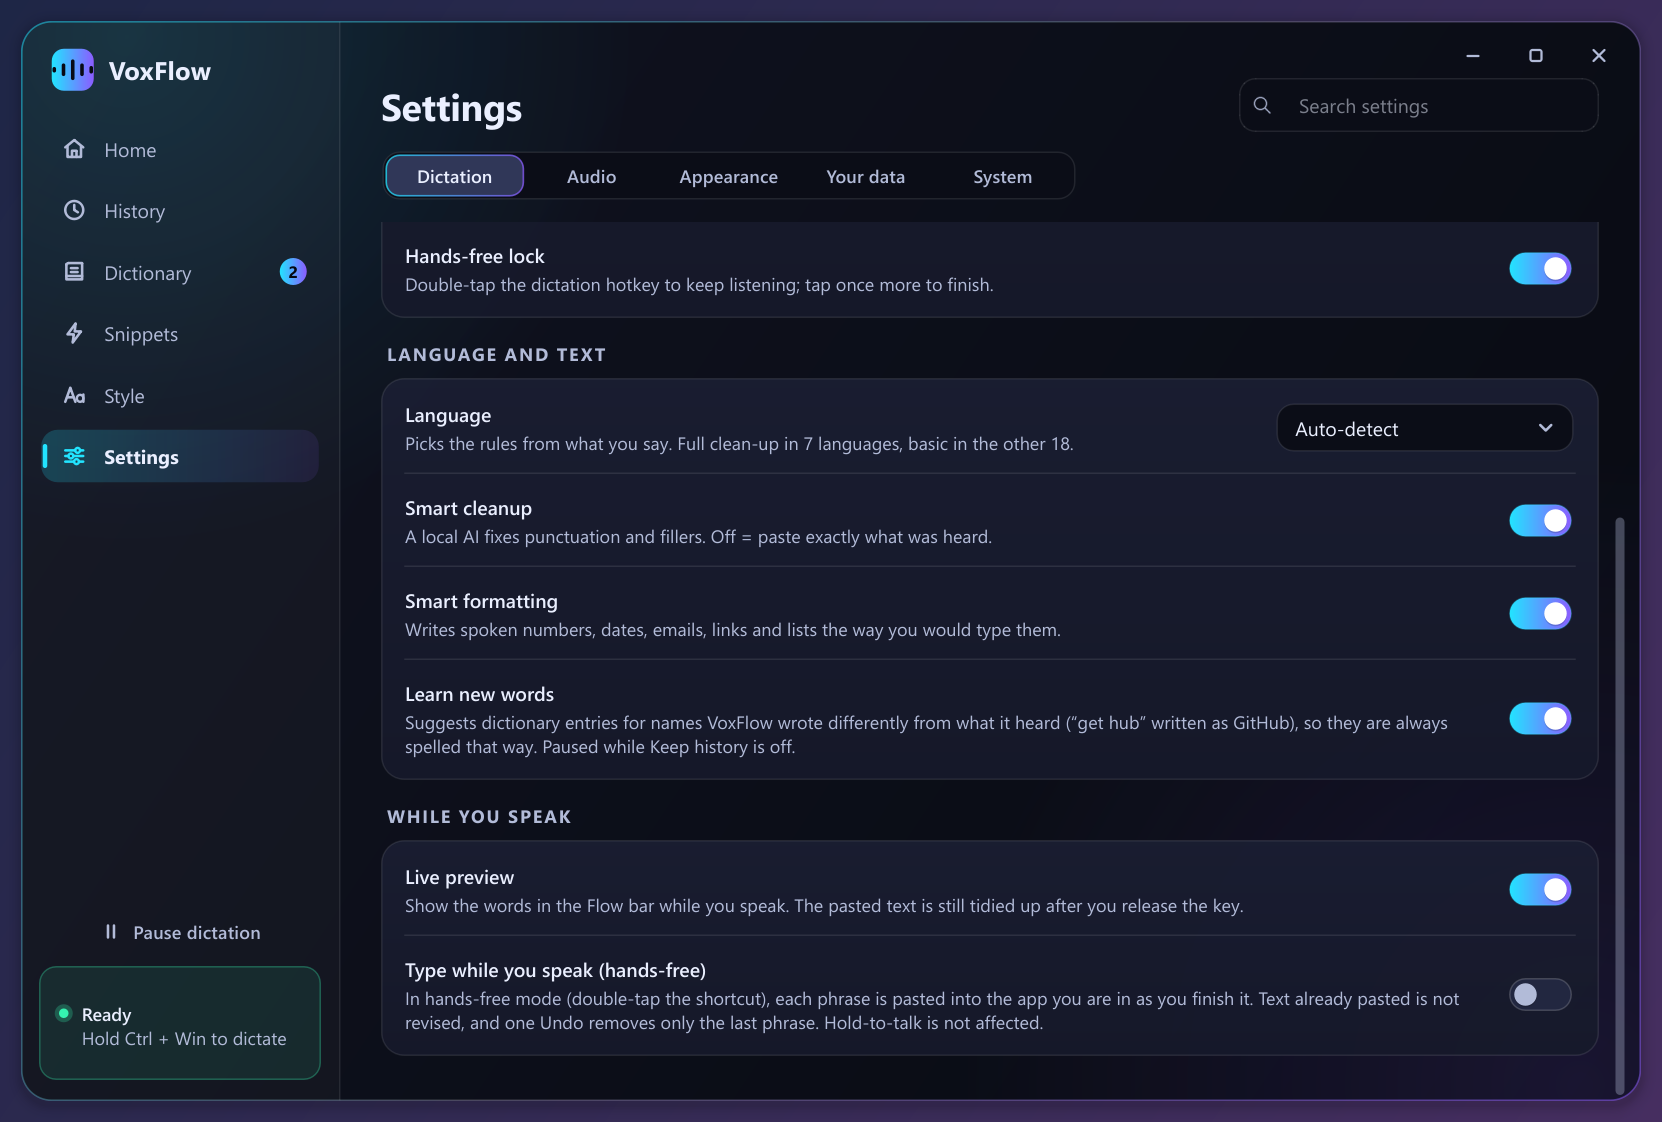 VoxFlow
Home
History
Dictionary
2
Snippets
Style
Settings
Pause dictation
Ready
Hold Ctrl + Win to dictate
Settings
Search settings
Dictation
Audio
Appearance
Your data
System
Hands-free lock
Double-tap the dictation hotkey to keep listening; tap once more to finish.
LANGUAGE AND TEXT
Language
Picks the rules from what you say. Full clean-up in 7 languages, basic in the other 18.
Auto-detect
Smart cleanup
A local AI fixes punctuation and fillers. Off = paste exactly what was heard.
Smart formatting
Writes spoken numbers, dates, emails, links and lists the way you would type them.
Learn new words
Suggests dictionary entries for names VoxFlow wrote differently from what it heard (“get hub” written as GitHub), so they are always
spelled that way. Paused while Keep history is off.
WHILE YOU SPEAK
Live preview
Show the words in the Flow bar while you speak. The pasted text is still tidied up after you release the key.
Type while you speak (hands-free)
In hands-free mode (double-tap the shortcut), each phrase is pasted into the app you are in as you finish it. Text already pasted is not
revised, and one Undo removes only the last phrase. Hold-to-talk is not affected.